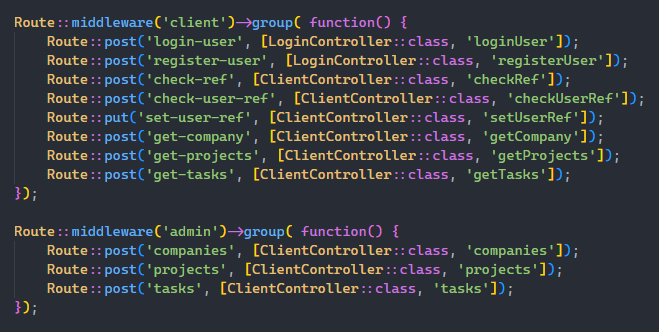 Route::middleware('client')->group( function() {
    Route::post('login-user', [LoginController::class, 'loginUser']);
    Route::post('register-user', [LoginController::class, 'registerUser']);
    Route::post('check-ref', [ClientController::class, 'checkRef']);
    Route::post('check-user-ref', [ClientController::class, 'checkUserRef']);
    Route::put('set-user-ref', [ClientController::class, 'setUserRef']);
    Route::post('get-company', [ClientController::class, 'getCompany']);
    Route::post('get-projects', [ClientController::class, 'getProjects']);
    Route::post('get-tasks', [ClientController::class, 'getTasks']);
});

Route::middleware('admin')->group( function() {
    Route::post('companies', [ClientController::class, 'companies']);
    Route::post('projects', [ClientController::class, 'projects']);
    Route::post('tasks', [ClientController::class, 'tasks']);
});